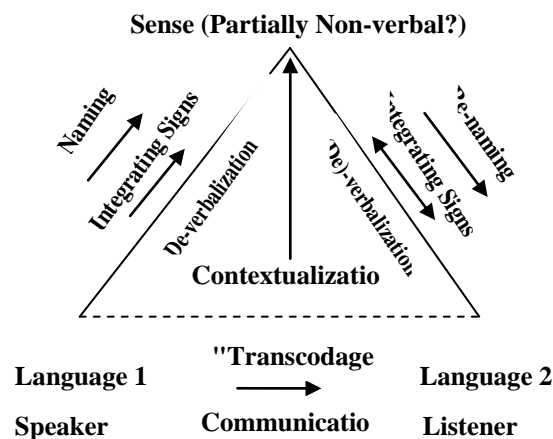 Sense (Partially Non-verbal?)
Naming
Integrating Signs
De-verbalization
Contextualizatio
(De)-verbalization
Integrating Signs
De-naming
"Transcodage
Language 1
Language 2
Speaker
Communicatio
Listener